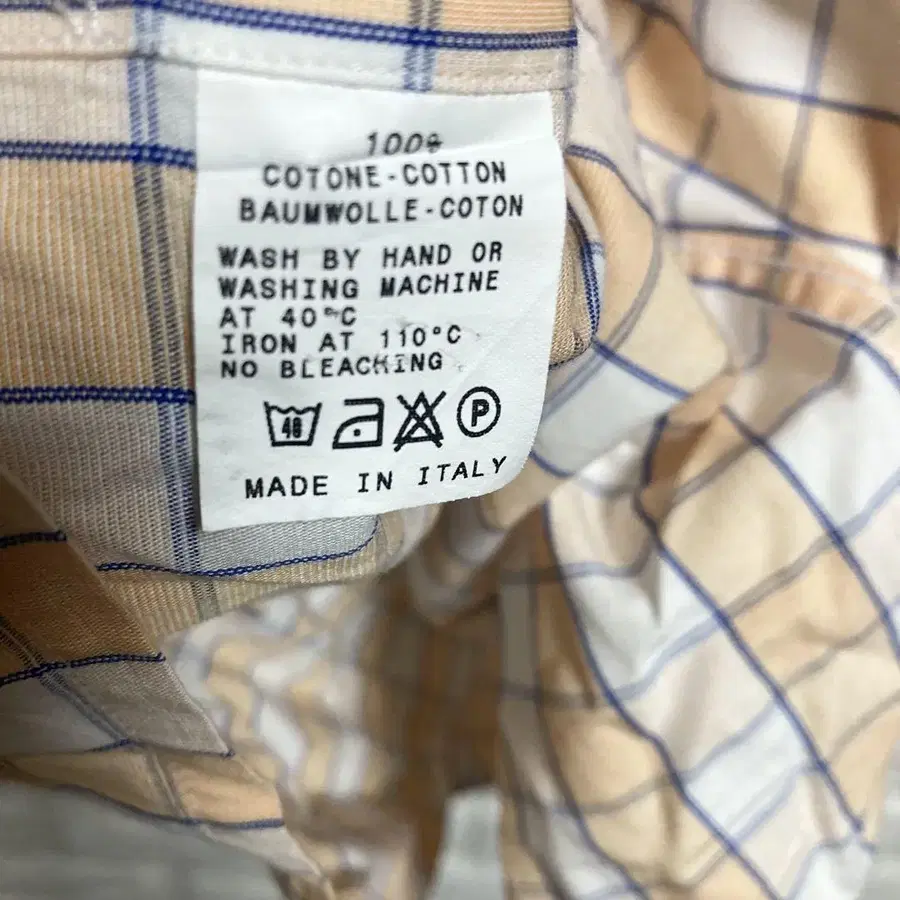 100%
COTONE-COTTON
BAUMWOLLE-COTON
WASH BY HAND OR
WASHING MACHINE
AT 40°C
IRON AT 110°C
NO BLEACHING
40 P
MADE IN ITALY